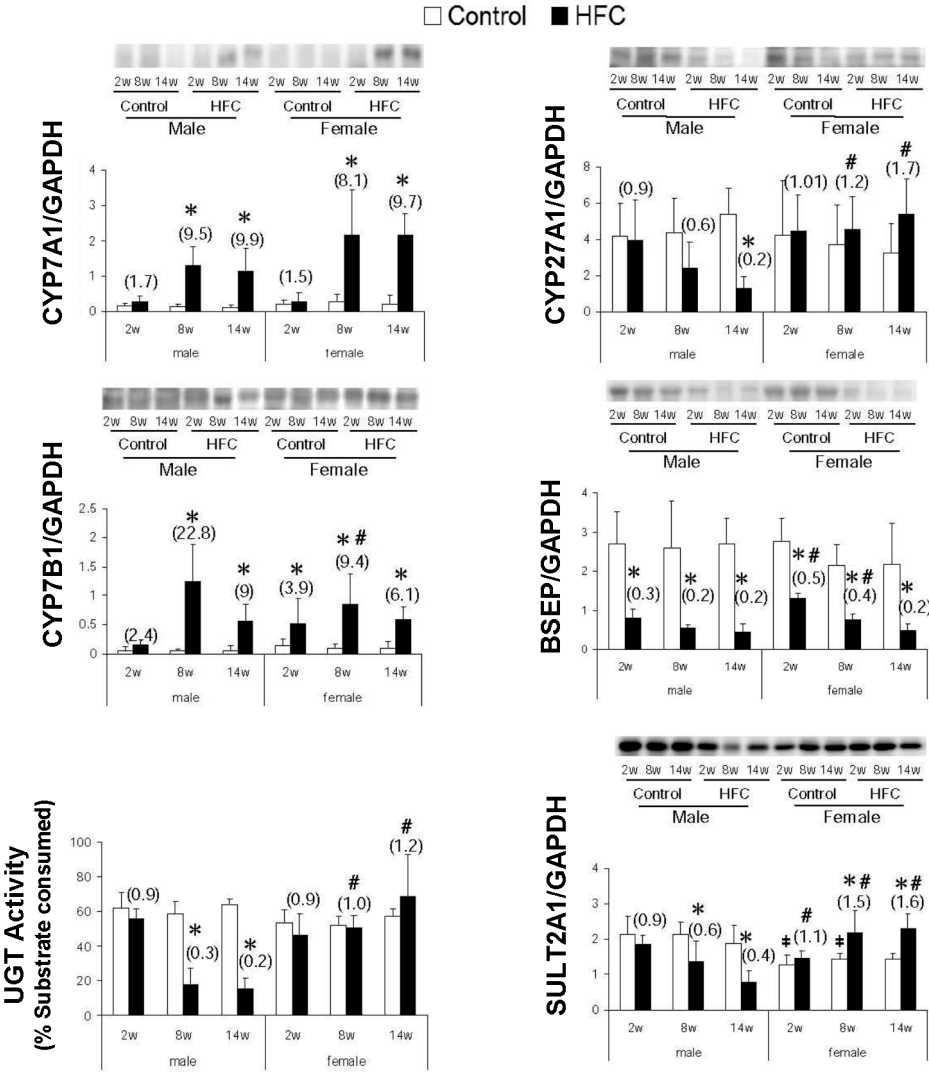 Control HFC
CYP7A1/GAPDH
2w 8w 14w 2w 8w 14w 2w 8w 14w 2w 8w 14w
Control HFC Control HFC
Male Female
4
3
2
1
0
(1.7)
*
(9.5)
*
(9.9)
(1.5)
*
(8.1)
*
(9.7)
2w 8w 14w 2w 8w 14w
male female
CYP27A1/GAPDH
2w 8w 14w 2w 8w 14w 2w 8w 14w 2w 8w 14w
Control HFC Control HFC
Male Female
8
6
4
2
0
(0.9)
(0.6)
*
(0.2)
(1.01)
#
(1.2)
#
(1.7)
2w 8w 14w 2w 8w 14w
male female
CYP7B1/GAPDH
2w 8w 14w 2w 8w 14w 2w 8w 14w 2w 8w 14w
Control HFC Control HFC
Male Female
2.5
2
1.5
1
0.5
0
(2.4)
*
(22.8)
*
(9)
*
(3.9)
* #
(9.4)
*
(6.1)
2w 8w 14w 2w 8w 14w
male female
BSEP/GAPDH
2w 8w 14w 2w 8w 14w 2w 8w 14w 2w 8w 14w
Control HFC Control HFC
Male Female
4
3
2
1
0
*
(0.3)
*
(0.2)
*
(0.2)
* #
(0.5)
* #
(0.4)
*
(0.2)
2w 8w 14w 2w 8w 14w
male female
UGT Activity
(% Substrate consumed)
100
80
60
40
20
0
(0.9)
*
(0.3)
*
(0.2)
(0.9)
#
(1.0)
#
(1.2)
2w 8w 14w 2w 8w 14w
male female
SULT2A1/GAPDH
2w 8w 14w 2w 8w 14w 2w 8w 14w 2w 8w 14w
Control HFC Control HFC
Male Female
4
3
2
1
0
(0.9)
*
(0.6)
*
(0.4)
‡
#
(1.1)
‡
* #
(1.5)
* #
(1.6)
2w 8w 14w 2w 8w 14w
male female